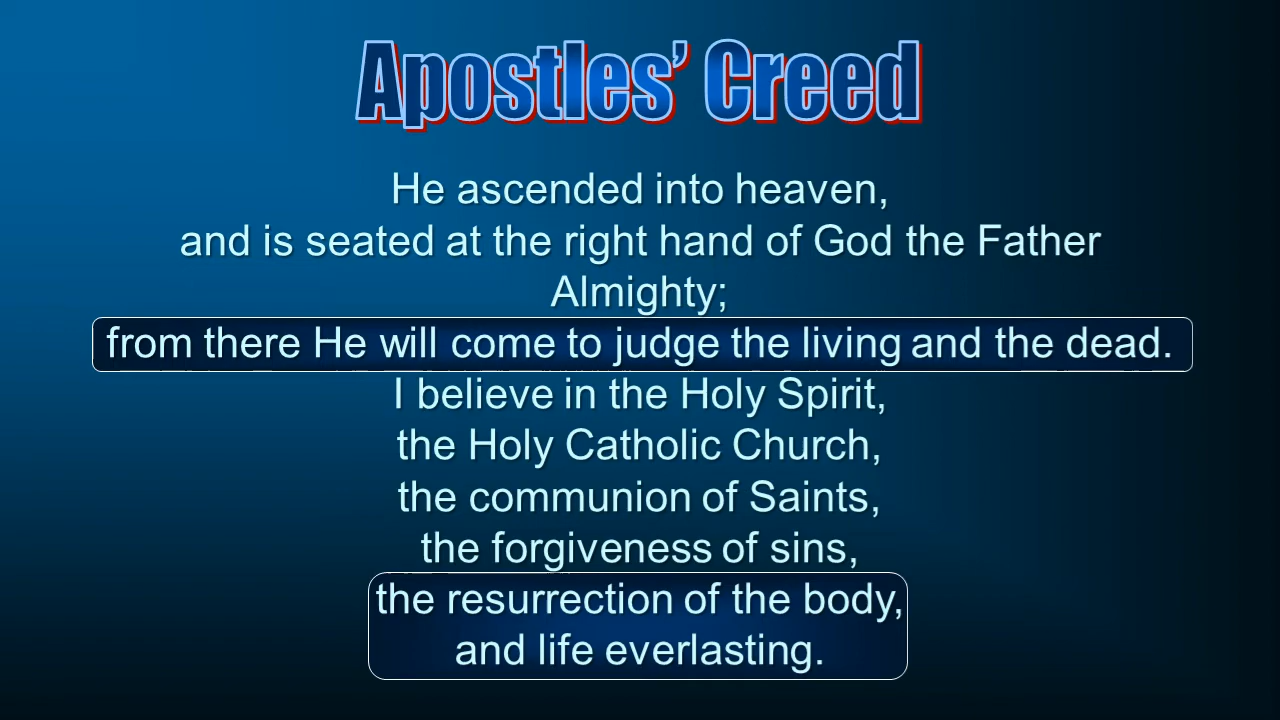 Apostles’ Creed
He ascended into heaven,
and is seated at the right hand of God the Father
Almighty;
from there He will come to judge the living and the dead.
I believe in the Holy Spirit,
the Holy Catholic Church,
the communion of Saints,
the forgiveness of sins,
the resurrection of the body,
and life everlasting.